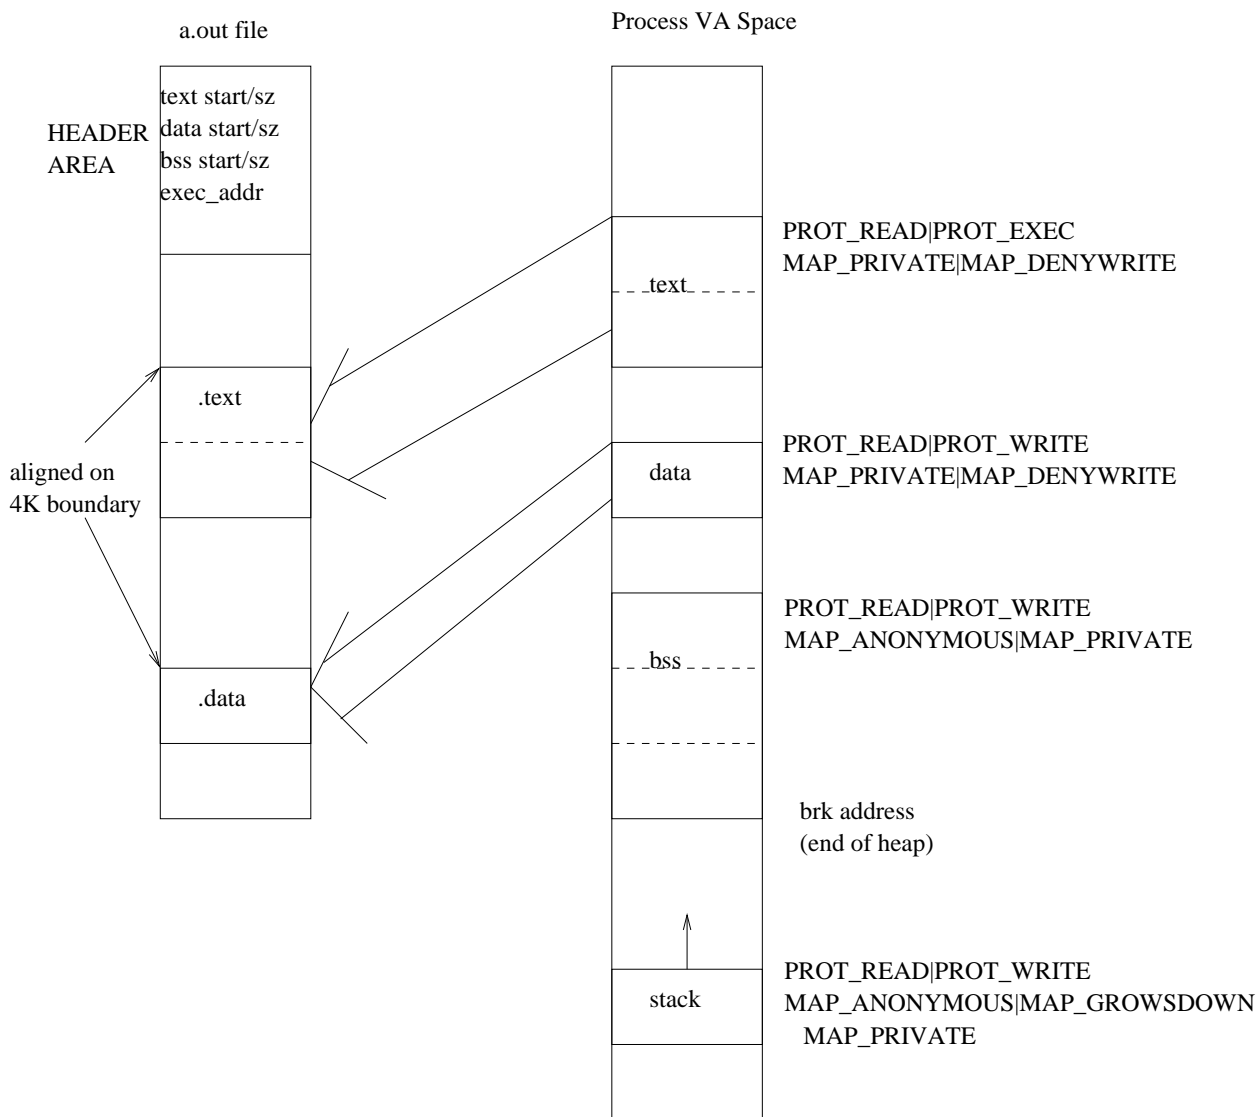 a.out file
Process VA Space
text start/sz
HEADER
data start/sz
AREA
bss start/sz
exec_addr
PROT_READ|PROT_EXEC
MAP_PRIVATE|MAP_DENYWRITE
text
.text
aligned on
4K boundary
PROT_READ|PROT_WRITE
MAP_PRIVATE|MAP_DENYWRITE
data
PROT_READ|PROT_WRITE
MAP_ANONYMOUS|MAP_PRIVATE
bss
.data
brk address
(end of heap)
PROT_READ|PROT_WRITE
stack
MAP_ANONYMOUS|MAP_GROWSDOWN
MAP_PRIVATE